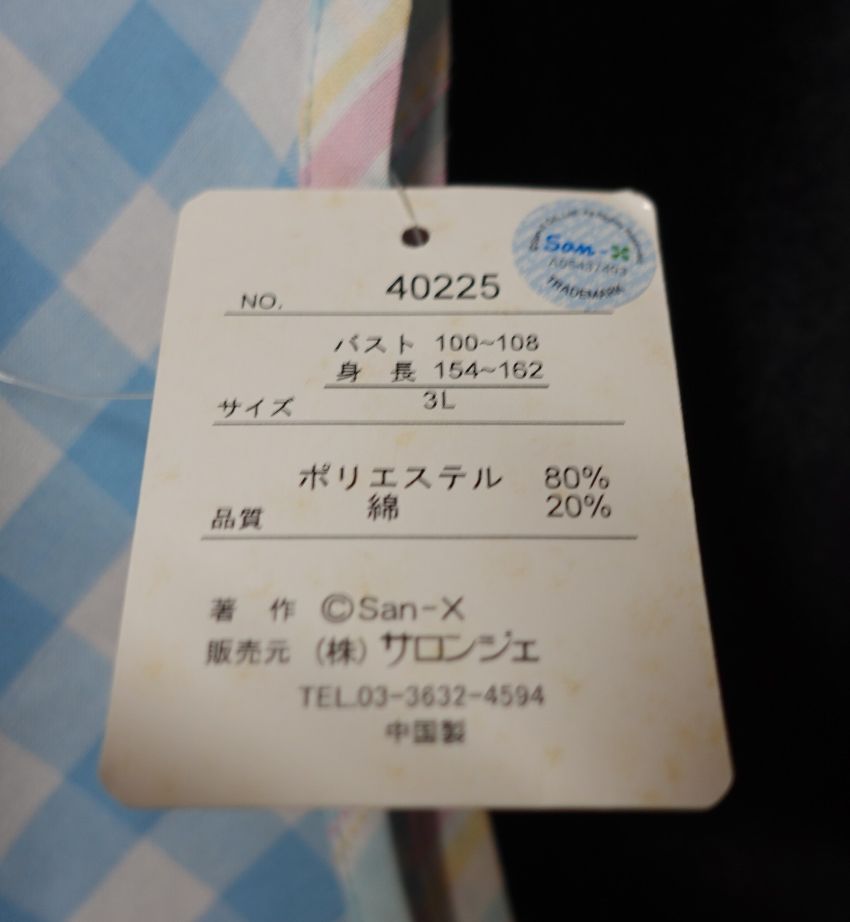 San-X
TRADEMARK
NO. 40225
バスト 100~108
身 長 154~162
サイズ 3L
ポリエステル 80%
品質 綿 20%
著 作 ©San-X
販売元 (株) サロンジェ
TEL.03-3632-4594
中国製